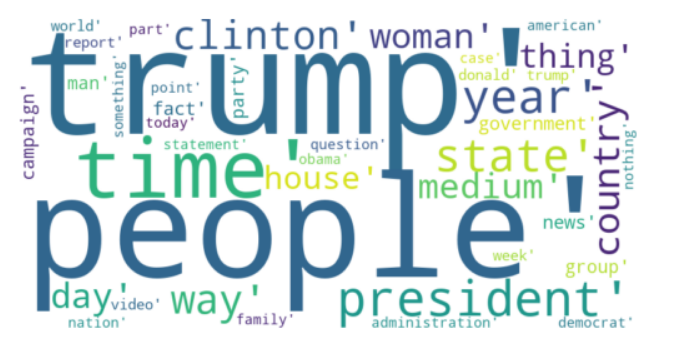 world'
part'
american'
report'
clinton'
woman'
trump'
thing'
g'
man'
something'
point'
case'
donald' trump'
year'
fact'
party'
today'
campaign'
government'
country'
statement'
question'
time'
obama'
state'
nothing'
house'
medium'
people'
news'
week'
group'
day'
video'
way'
president'
nation'
family'
administration'
democrat'